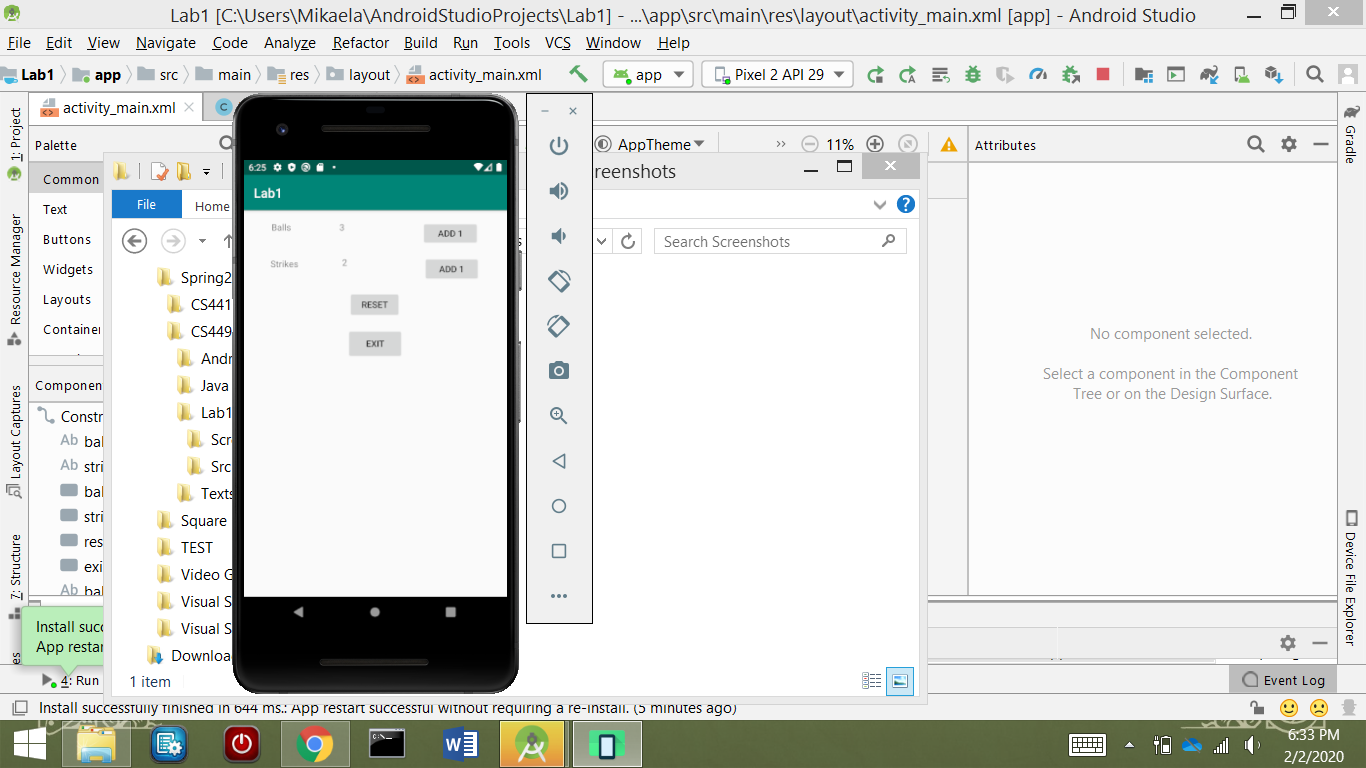 Lab1 [C:\Users\Mikaela\AndroidStudioProjects\Lab1] - ...\app\src\main\res\layout\activity_main.xml [app] - Android Studio
File Edit View Navigate Code Analyze Refactor Build Run Tools VCS Window Help
Lab1 app src main res layout activity_main.xml app Pixel 2 API 29
1: Project
Resource Manager
Layout Captures
7: Structure
activity_main.xml C
Palette AppTheme >> 11% Attributes
Common
Text
Buttons
Widgets
Layouts
Container
Componen
Constr
Ab bal
Ab stri
bal
stri
res
exi
Ab bal
reenshots
File Home
Search Screenshots
Spring2
CS441
CS449
Andr
Java
Lab1
Scr
Src
Texts
Square
TEST
Video G
Visual S
Visual S
Downloa
1 item
6:25
Lab1
Balls 3 ADD 1
Strikes 2 ADD 1
RESET
EXIT
No component selected.
Select a component in the Component
Tree or on the Design Surface.
Gradle
Device File Explorer
Install succ
App restar
4: Run Event Log
Install successfully finished in 644 ms.: App restart successful without requiring a re-install. (5 minutes ago)
6:33 PM
2/2/2020